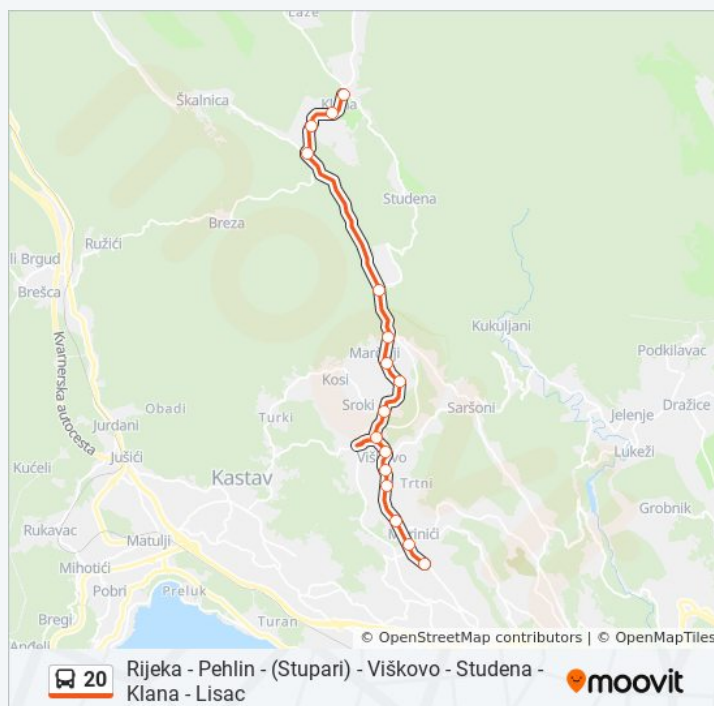 Laze
Klana
Škalnica
Studena
Breza
Ružići
li Brgud
Brešca
Kvarnerska autocesta
Kukuljani
Podkilavac
Kosi
Obadi
Turki
Sroki
Saršoni
Jelenje
Dražice
Jurdani
Jušići
Lukeži
Kućeli
Kastav
Viškovo
Trtni
Grobnik
Rukavac
Matulji
Mihotići
Pobri
Preluk
Bregi
Turan
Anđeli
© OpenStreetMap contributors | © OpenMapTiles
20
Rijeka - Pehlin - (Stupari) - Viškovo - Studena -
Klana - Lisac
moovit